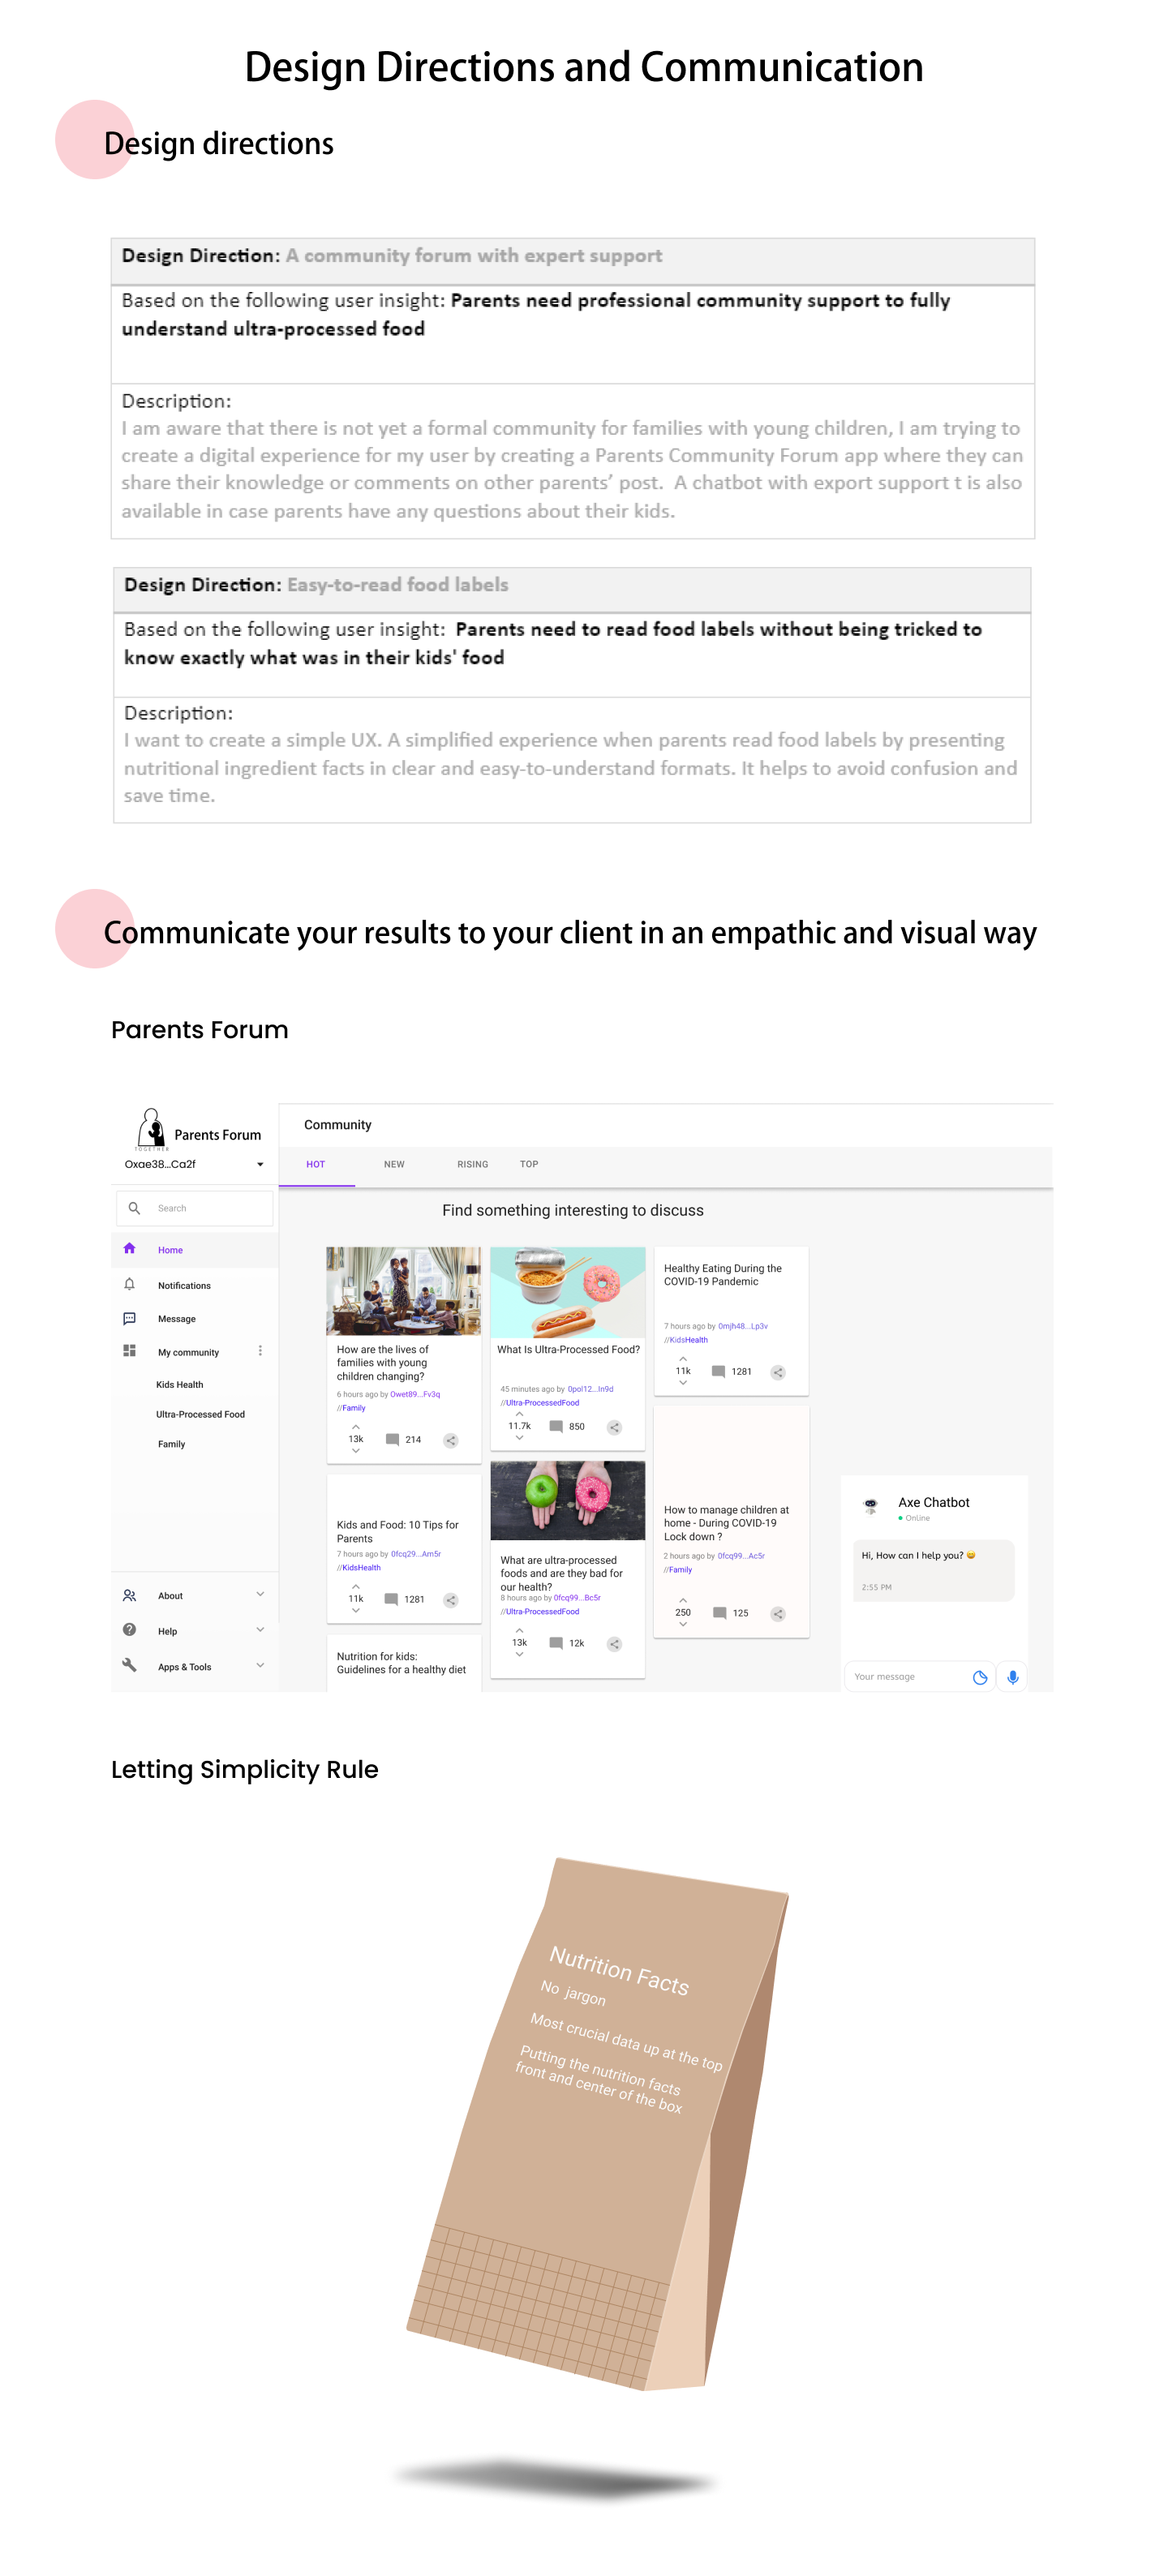 Design Directions and Communication
Design directions
Design Direction: A community forum with expert support
Based on the following user insight: Parents need professional community support to fully
understand ultra-processed food
Description:
I am aware that there is not yet a formal community for families with young children, I am trying to
create a digital experience for my user by creating a Parents Community Forum app where they can
share their knowledge or comments on other parents’ post.  A chatbot with export support t is also
available in case parents have any questions about their kids.
Design Direction: Easy-to-read food labels
Based on the following user insight:  Parents need to read food labels without being tricked to
know exactly what was in their kids' food
Description:
I want to create a simple UX. A simplified experience when parents read food labels by presenting
nutritional ingredient facts in clear and easy-to-understand formats. It helps to avoid confusion and
save time.
Communicate your results to your client in an empathic and visual way
Parents Forum
TOGETHER
Parents Forum
Oxae38...Ca2f
Search
Home
Notifications
Message
My community
Kids Health
Ultra-Processed Food
Family
About
Help
Apps & Tools
Community
HOT NEW RISING TOP
Find something interesting to discuss
How are the lives of
families with young
children changing?
6 hours ago by Owet89...Fv3q
//Family
13k 214
Kids and Food: 10 Tips for
Parents
7 hours ago by 0fcq29...Am5r
//KidsHealth
11k 1281
Nutrition for kids:
Guidelines for a healthy diet
What Is Ultra-Processed Food?
45 minutes ago by 0pol12...In9d
//Ultra-ProcessedFood
11.7k 850
What are ultra-processed
foods and are they bad for
our health?
8 hours ago by 0fcq99...Bc5r
//Ultra-ProcessedFood
13k 12k
Healthy Eating During the
COVID-19 Pandemic
7 hours ago by 0mjh48...Lp3v
//KidsHealth
11k 1281
How to manage children at
home - During COVID-19
Lock down ?
2 hours ago by 0fcq99...Ac5r
//Family
250 125
Axe Chatbot
Online
Hi, How can I help you? 😄
2:55 PM
Your message
Letting Simplicity Rule
Nutrition Facts
No  jargon
Most crucial data up at the top
Putting the nutrition facts
front and center of the box